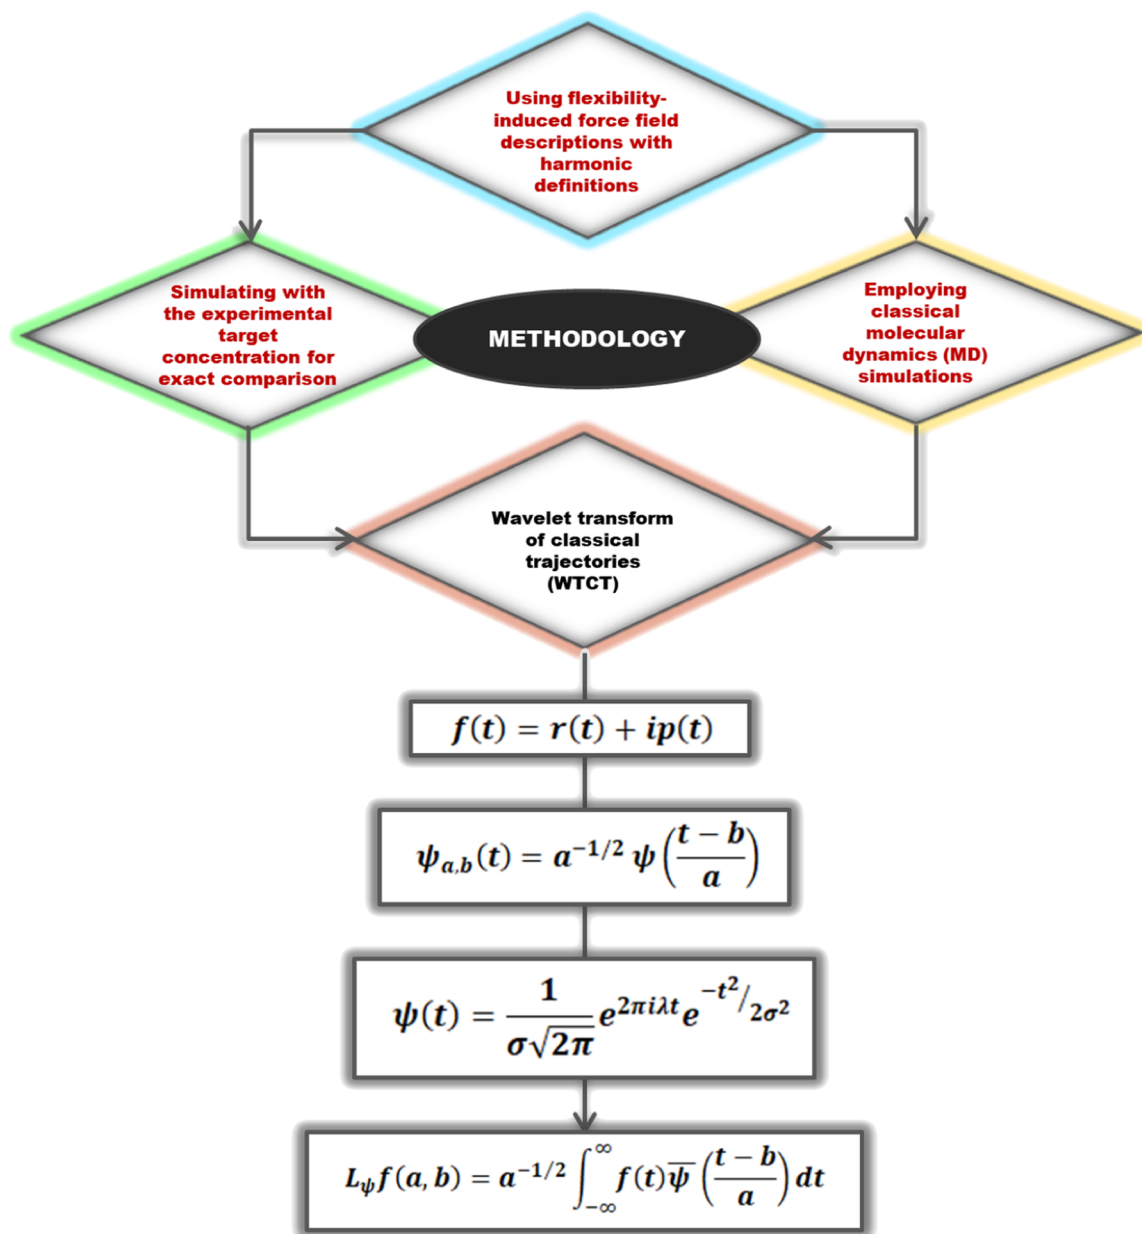 Using flexibility-
induced force field
descriptions with
harmonic
definitions
Simulating with
the experimental
target
concentration for
exact comparison
METHODOLOGY
Employing
classical
molecular
dynamics (MD)
simulations
Wavelet transform
of classical
trajectories
(WTCT)
f(t) = r(t) + ip(t)
ψ_{a,b}(t) = a^{-1/2} ψ((t − b)/a)
ψ(t) = 1/(σ√(2π)) e^{2πiλt} e^{−t²/2σ²}
L_ψ f(a, b) = a^{-1/2} ∫_{−∞}^{∞} f(t) ψ̅ ((t − b)/a) dt